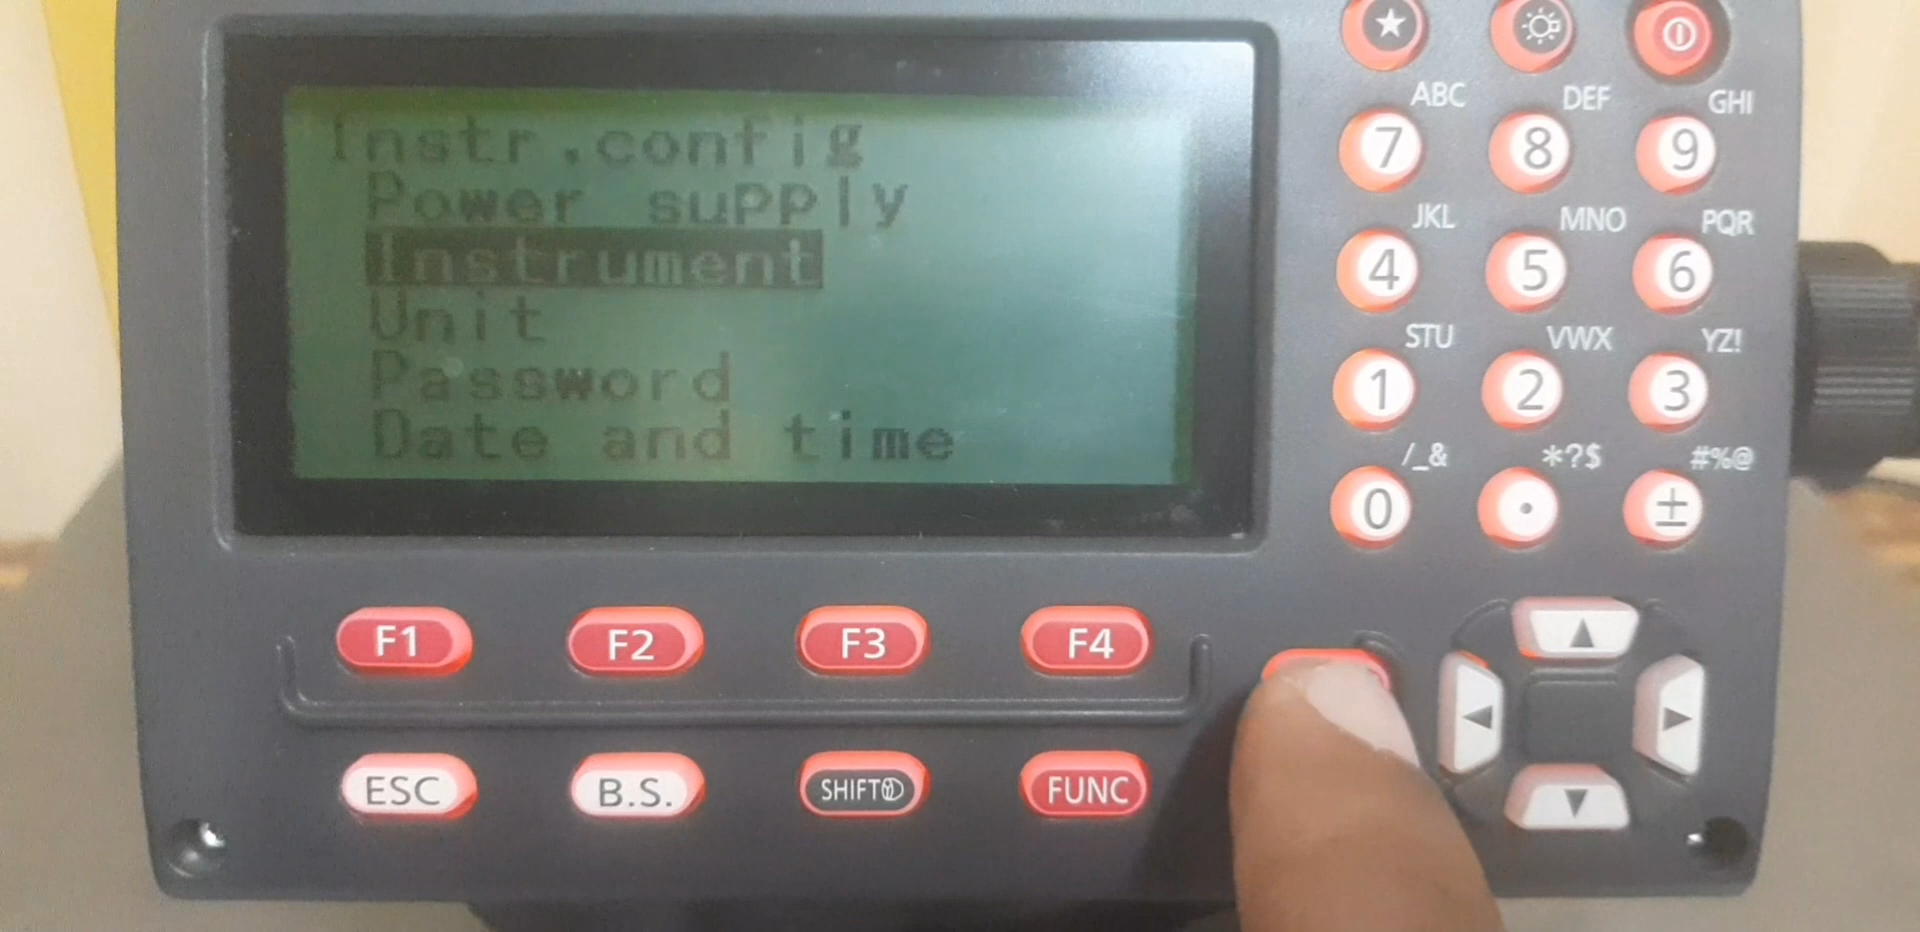 Instr.config
Power supply
Instrument
Unit
Password
Date and time
ABC DEF GHI
7 8 9
JKL MNO PQR
4 5 6
STU VWX YZ!
1 2 3
/_& *?$ #%@
0 . ±
F1 F2 F3 F4
ESC B.S. SHIFT FUNC